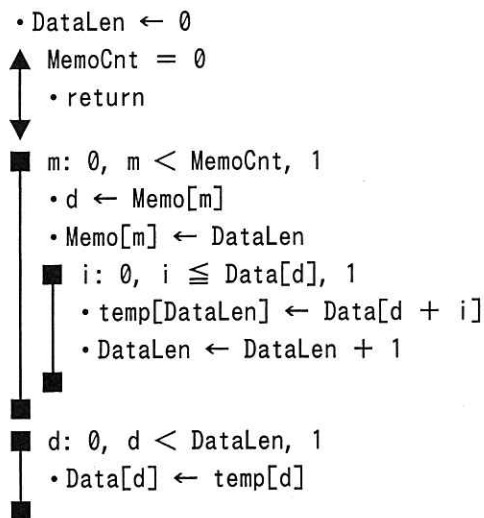 ・DataLen ← 0
MemoCnt = 0
・return
m: 0, m < MemoCnt, 1
・d ← Memo[m]
・Memo[m] ← DataLen
i: 0, i ≦ Data[d], 1
・temp[DataLen] ← Data[d + i]
・DataLen ← DataLen + 1
d: 0, d < DataLen, 1
・Data[d] ← temp[d]